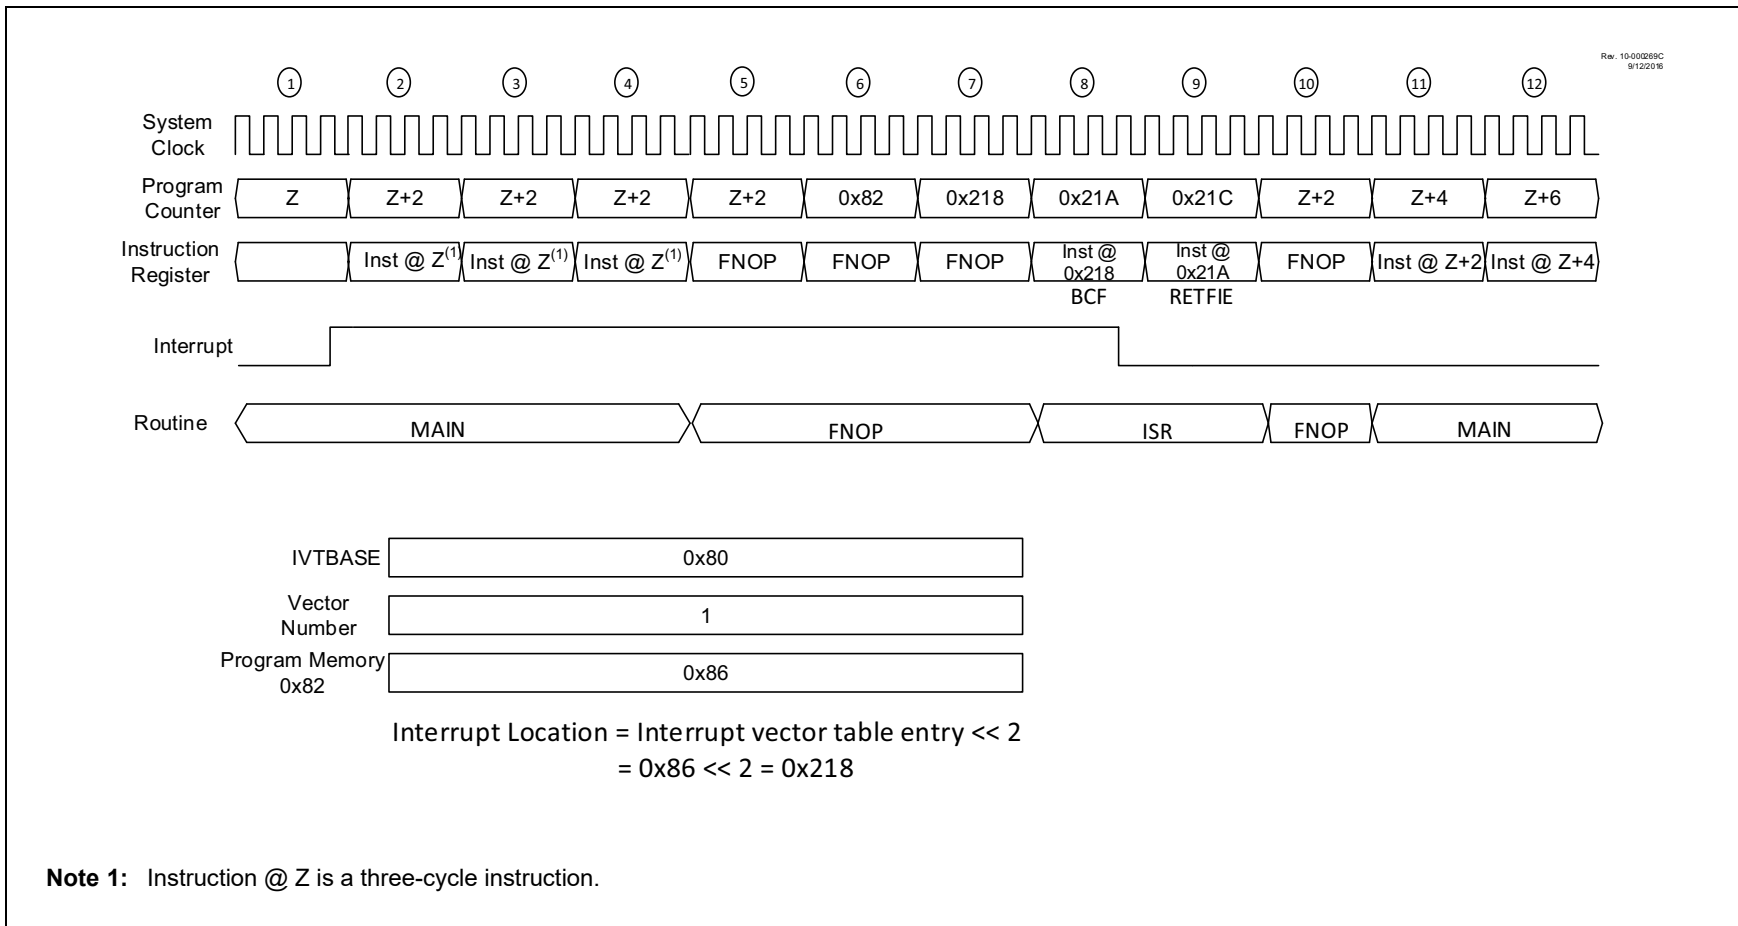 Rev. 10-000269C
9/12/2016
1 2 3 4 5 6 7 8 9 10 11 12
System
Clock
Program
Counter
Z Z+2 Z+2 Z+2 Z+2 0x82 0x218 0x21A 0x21C Z+2 Z+4 Z+6
Instruction
Register
Inst @ Z(1) Inst @ Z(1) Inst @ Z(1) FNOP FNOP FNOP
Inst @
0x218
BCF
Inst @
0x21A
RETFIE
FNOP Inst @ Z+2 Inst @ Z+4
Interrupt
Routine MAIN FNOP ISR FNOP MAIN
IVTBASE 0x80
Vector
Number
1
Program Memory
0x82
0x86
Interrupt Location = Interrupt vector table entry << 2
= 0x86 << 2 = 0x218
Note 1: Instruction @ Z is a three-cycle instruction.